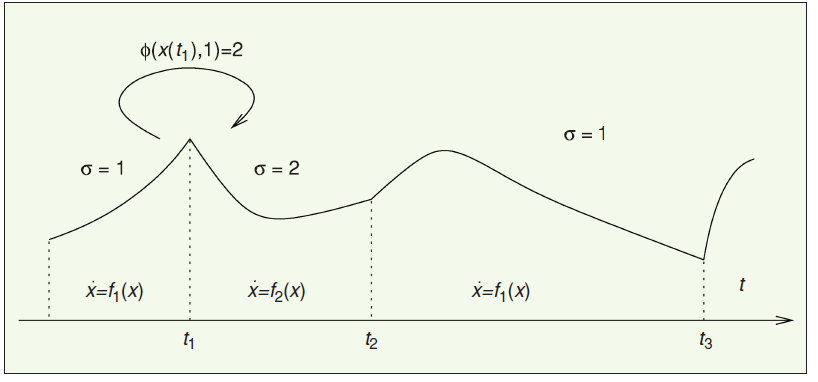 ϕ(x(t₁),1)=2
σ = 1
σ = 1
σ = 2
ẋ=f₁(x)
ẋ=f₂(x)
ẋ=f₁(x)
t
t₁
t₂
t₃